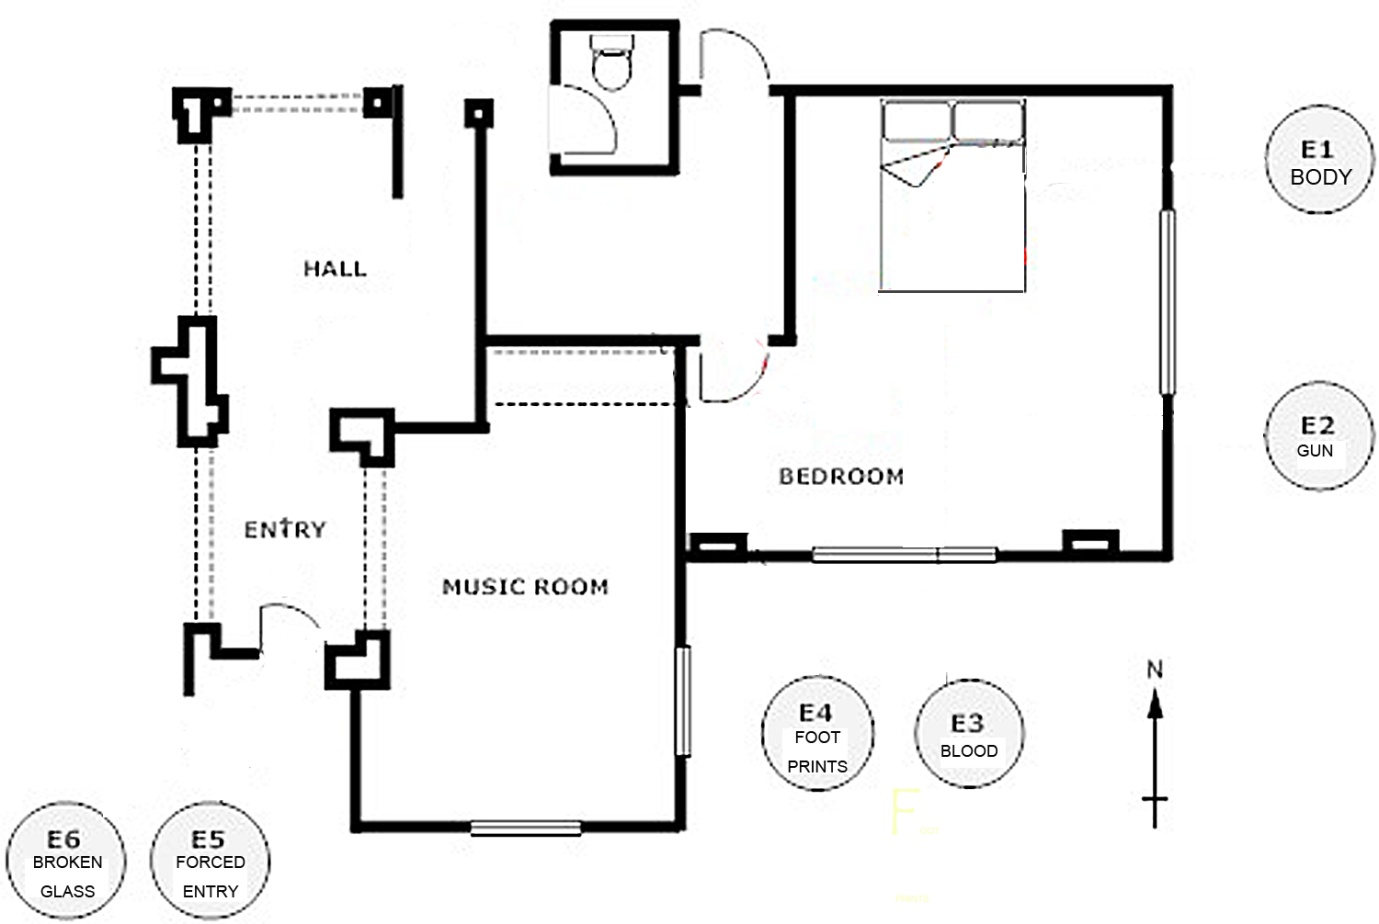 E1
BODY
HALL
E2
GUN
BEDROOM
ENTRY
MUSIC ROOM
N
E4
FOOT
PRINTS
E3
BLOOD
E6
BROKEN
GLASS
E5
FORCED
ENTRY
F